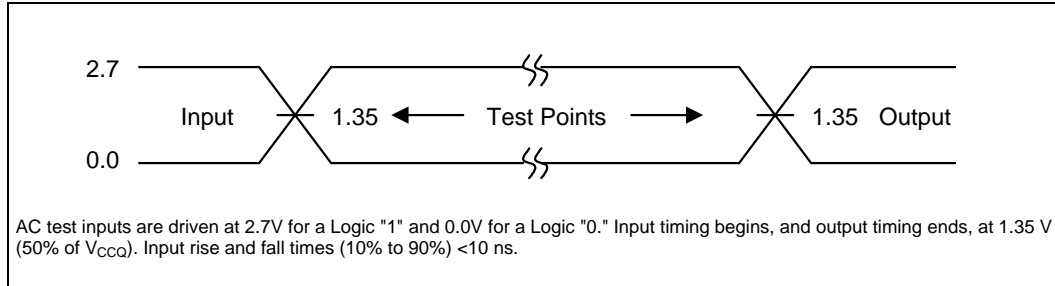 2.7
Input 1.35 Test Points 1.35 Output
0.0
AC test inputs are driven at 2.7V for a Logic "1" and 0.0V for a Logic "0." Input timing begins, and output timing ends, at 1.35 V
(50% of VCCQ). Input rise and fall times (10% to 90%) <10 ns.